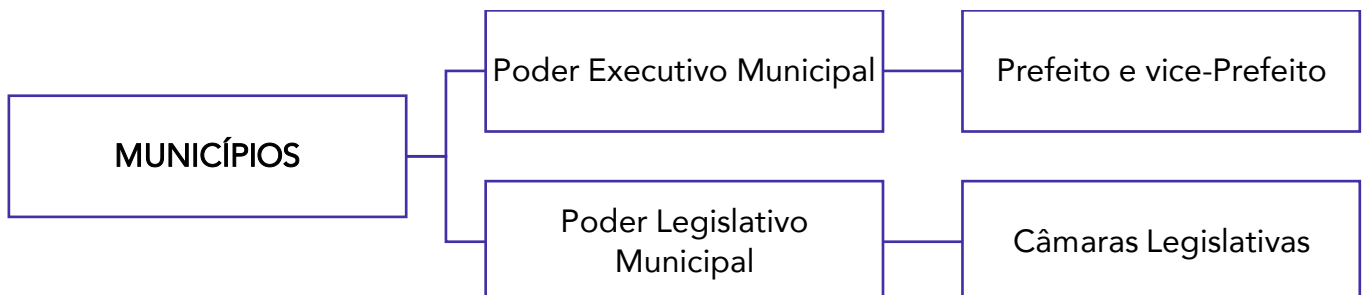 Poder Executivo Municipal
Prefeito e vice-Prefeito
MUNICÍPIOS
Poder Legislativo
Municipal
Câmaras Legislativas